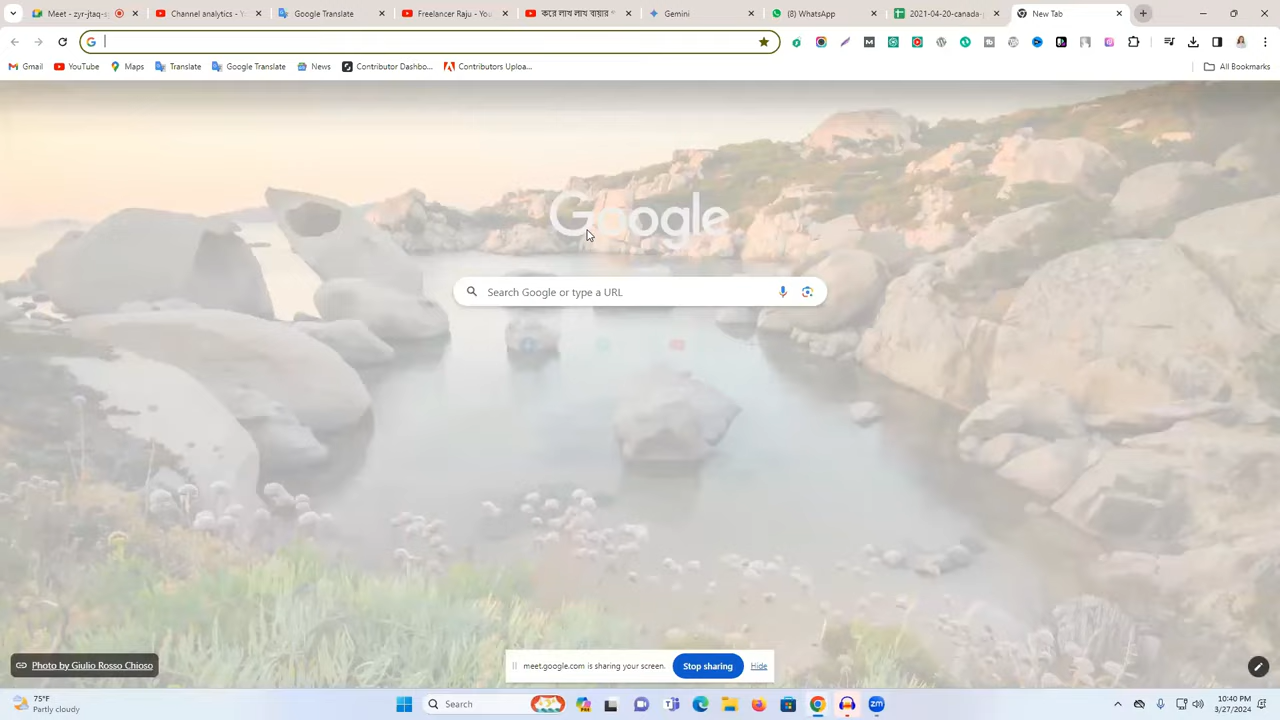 Meet - zyr-jtaq-s
Channel analytics - Yo
Google Translate
Freelancer Raju - You
Gemini
(8) WhatsApp
2021-04-20-canada-
New Tab
Gmail
YouTube
Maps
Translate
Google Translate
News
Contributor Dashbo...
Contributors Uploa...
All Bookmarks
Google
Search Google or type a URL
Photo by Giulio Rosso Chioso
meet.google.com is sharing your screen.
Stop sharing
Hide
75°F
Partly cloudy
Search
10:40 PM
3/27/2024